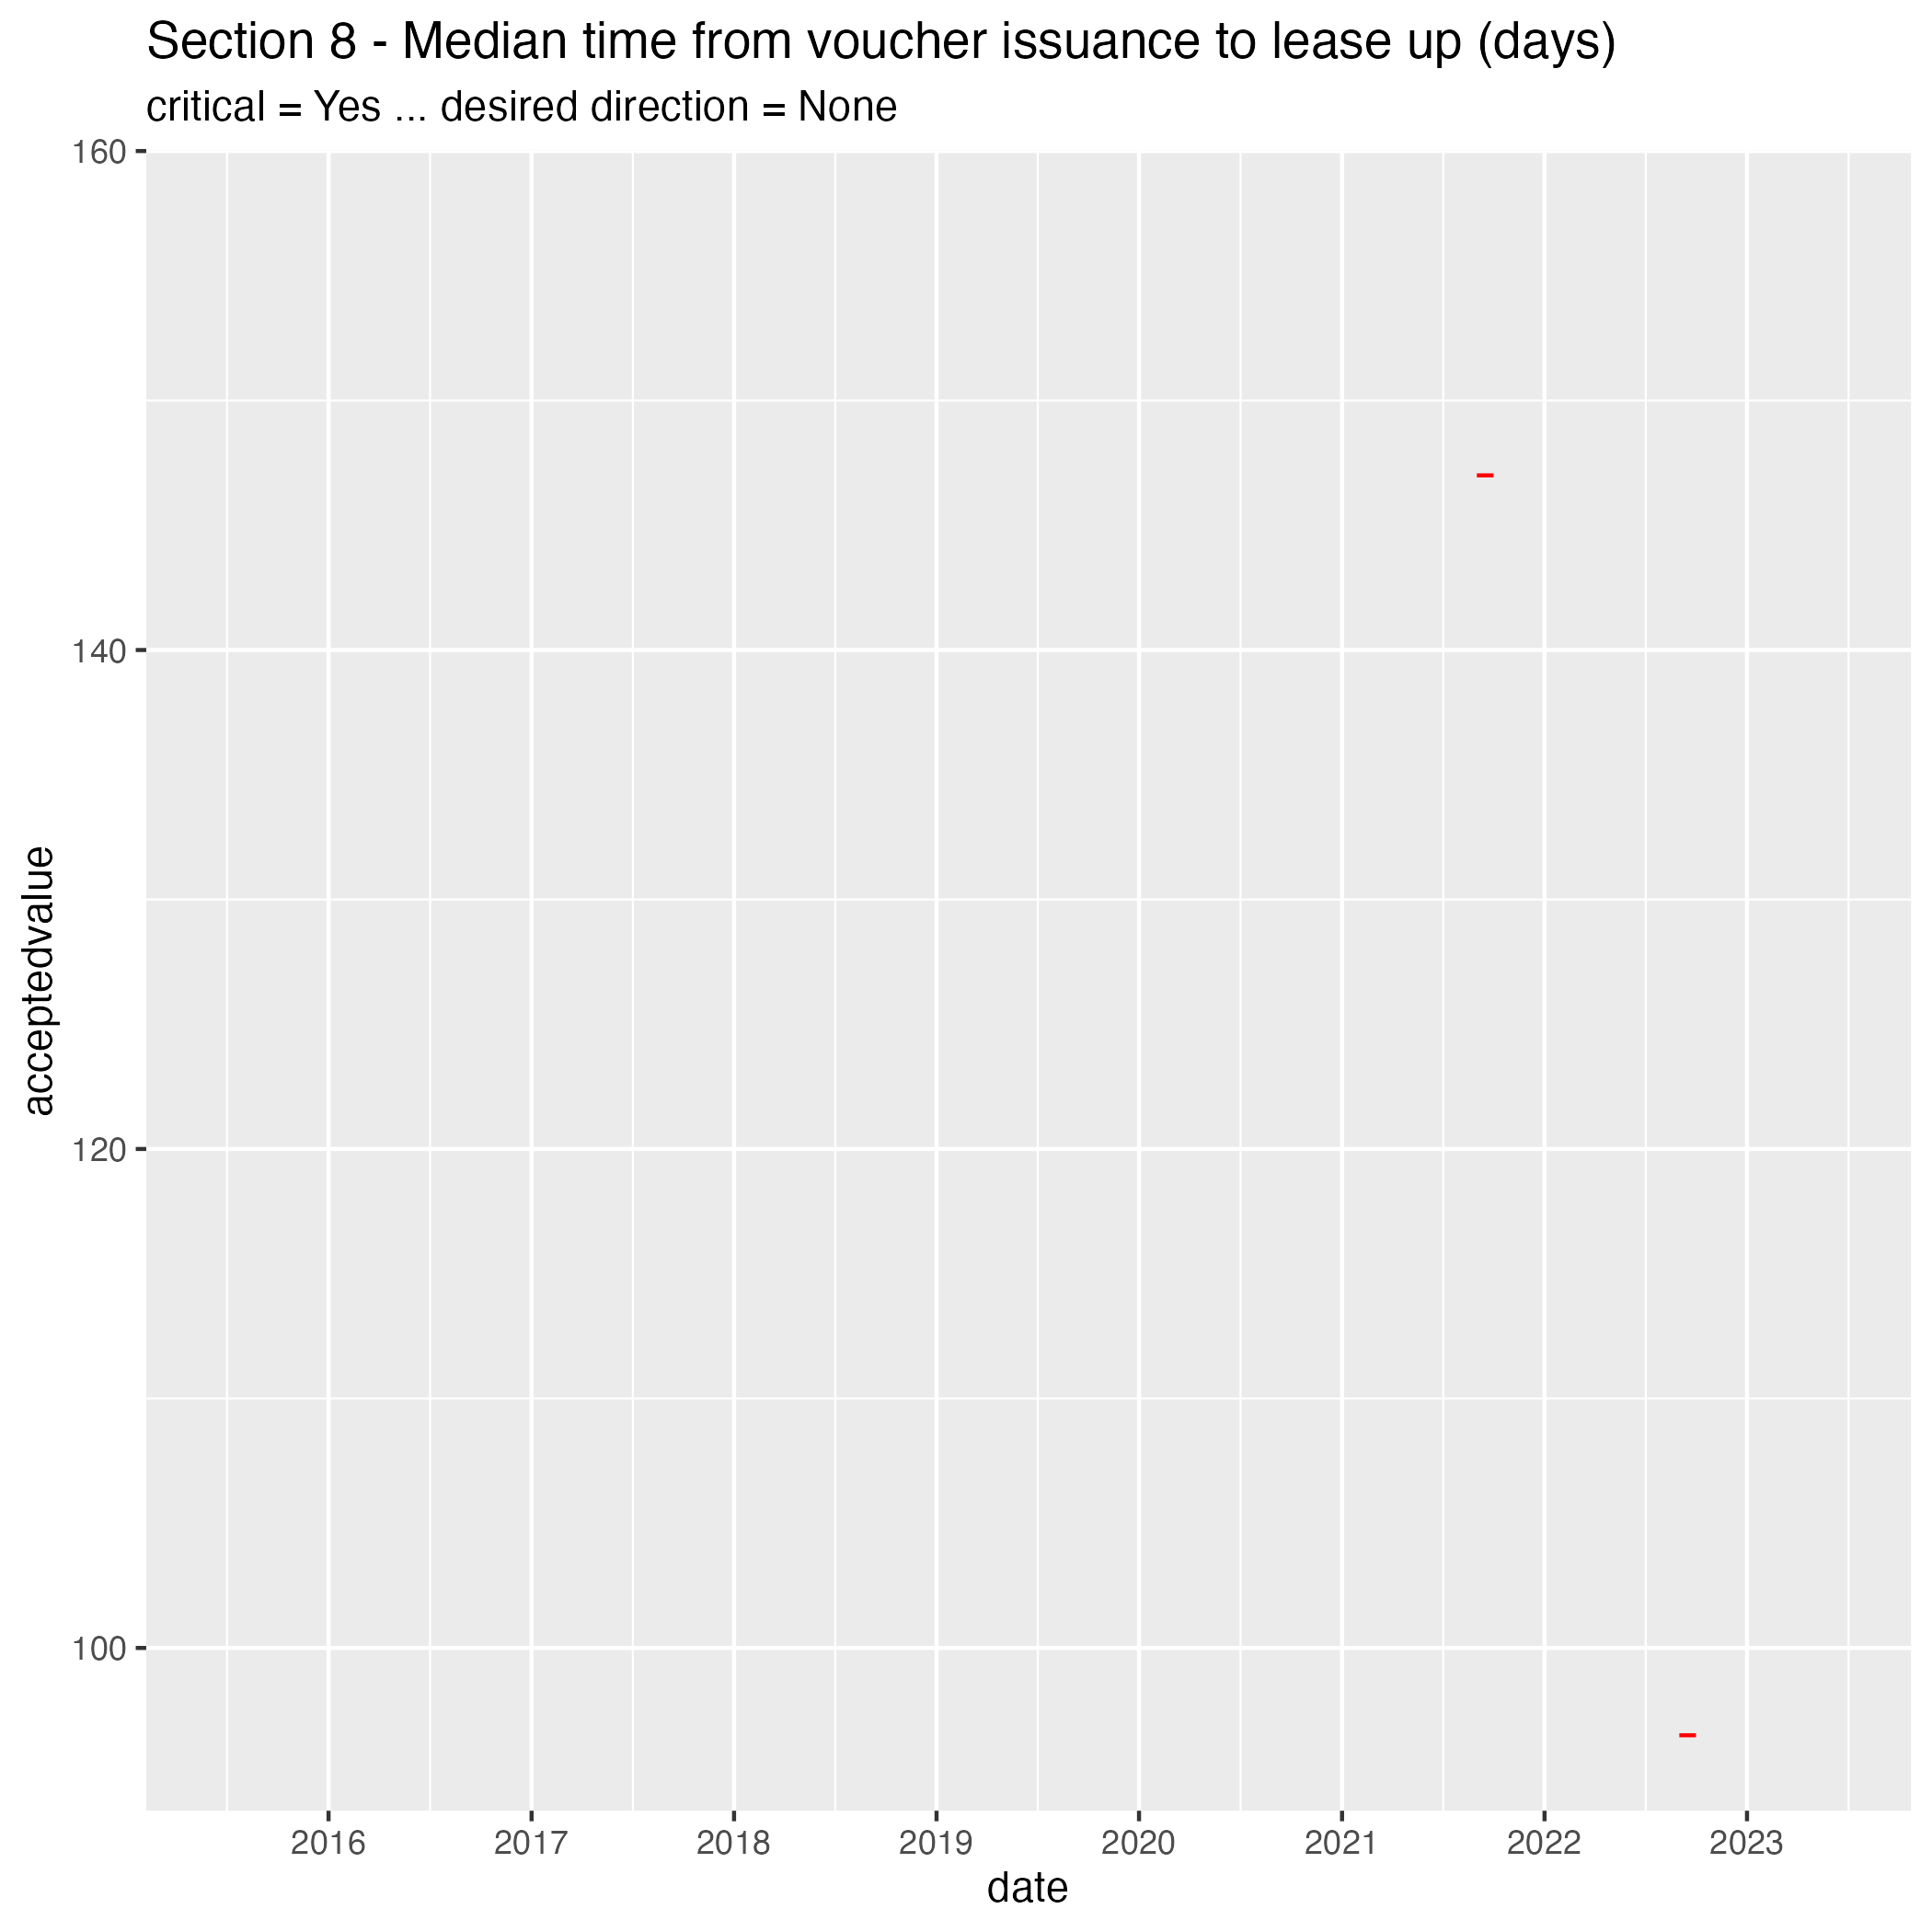 Section 8 - Median time from voucher issuance to lease up (days)
critical = Yes ... desired direction = None
160
140
120
100
acceptedvalue
2016 2017 2018 2019 2020 2021 2022 2023
date